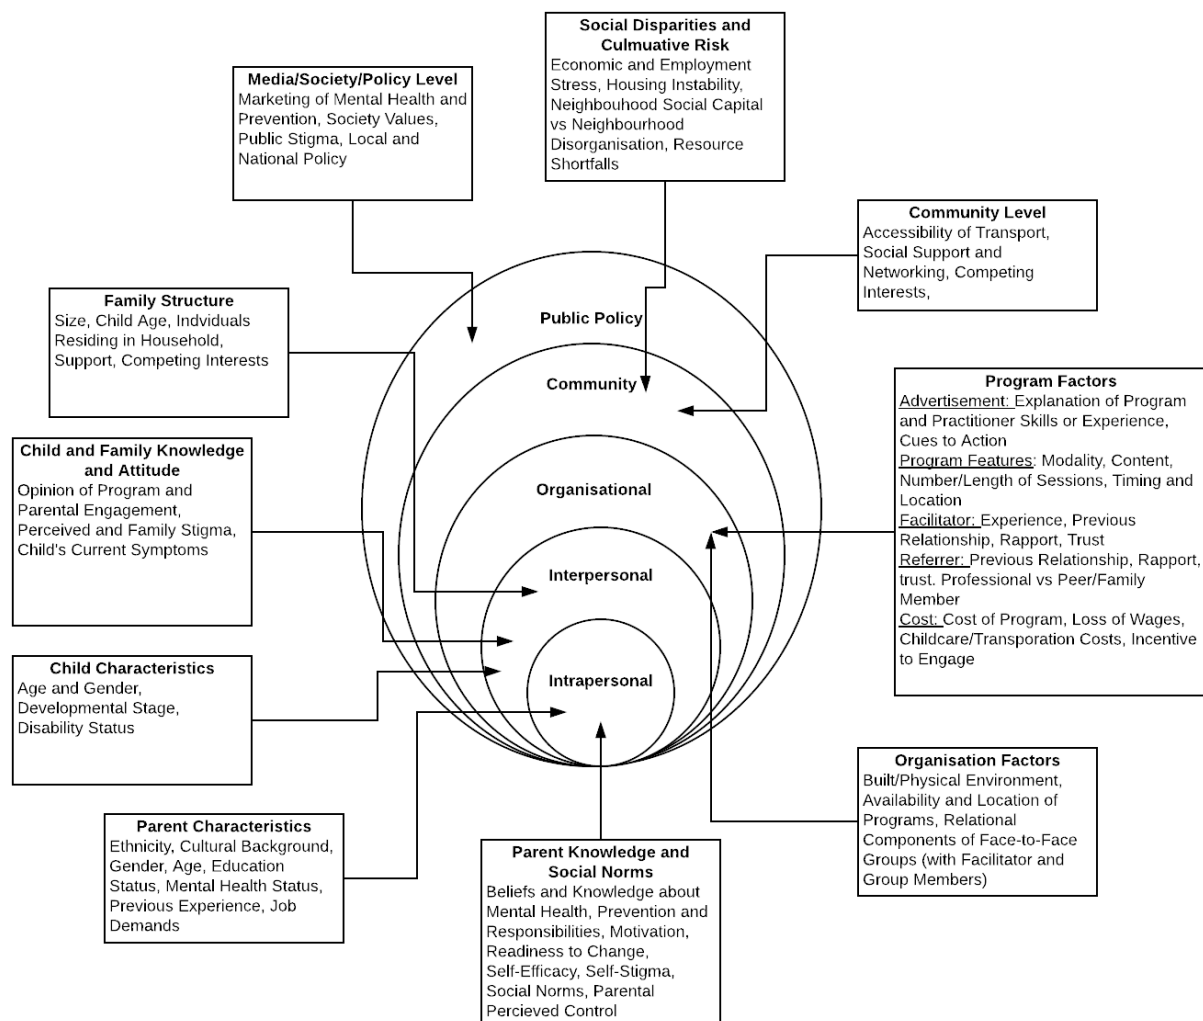 Social Disparities and
Culmuative Risk
Economic and Employment
Stress, Housing Instability,
Neighbouhood Social Capital
vs Neighbourhood
Disorganisation, Resource
Shortfalls
Media/Society/Policy Level
Marketing of Mental Health and
Prevention, Society Values,
Public Stigma, Local and
National Policy
Community Level
Accessibility of Transport,
Social Support and
Networking, Competing
Interests,
Family Structure
Size, Child Age, Indviduals
Residing in Household,
Support, Competing Interests
Public Policy
Community
Organisational
Interpersonal
Intrapersonal
Program Factors
Advertisement: Explanation of Program
and Practitioner Skills or Experience,
Cues to Action
Program Features: Modality, Content,
Number/Length of Sessions, Timing and
Location
Facilitator: Experience, Previous
Relationship, Rapport, Trust
Referrer: Previous Relationship, Rapport,
trust. Professional vs Peer/Family
Member
Cost: Cost of Program, Loss of Wages,
Childcare/Transporation Costs, Incentive
to Engage
Child and Family Knowledge
and Attitude
Opinion of Program and
Parental Engagement,
Perceived and Family Stigma,
Child's Current Symptoms
Child Characteristics
Age and Gender,
Developmental Stage,
Disability Status
Parent Characteristics
Ethnicity, Cultural Background,
Gender, Age, Education
Status, Mental Health Status,
Previous Experience, Job
Demands
Parent Knowledge and
Social Norms
Beliefs and Knowledge about
Mental Health, Prevention and
Responsibilities, Motivation,
Readiness to Change,
Self-Efficacy, Self-Stigma,
Social Norms, Parental
Percieved Control
Organisation Factors
Built/Physical Environment,
Availability and Location of
Programs, Relational
Components of Face-to-Face
Groups (with Facilitator and
Group Members)